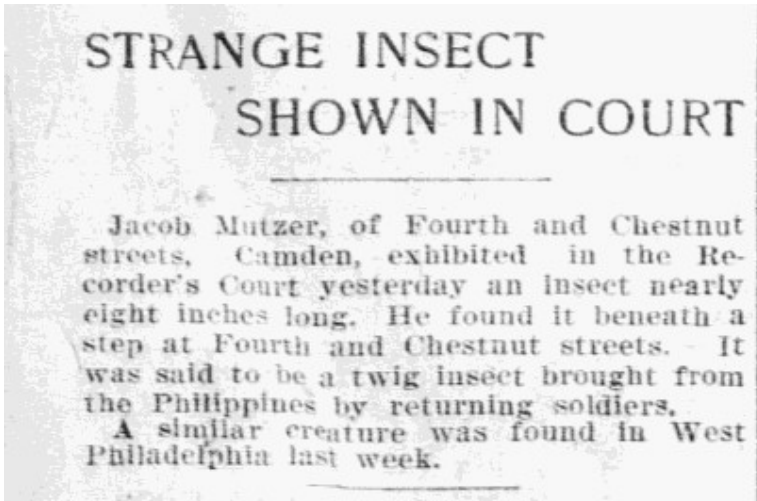 STRANGE INSECT
SHOWN IN COURT
Jacob Mutzer, of Fourth and Chestnut
streets, Camden, exhibited in the Re-
corder's Court yesterday an insect nearly
eight inches long. He found it beneath a
step at Fourth and Chestnut streets. It
was said to be a twig insect brought from
the Philippines by returning soldiers.
A similar creature was found in West
Philadelphia last week.